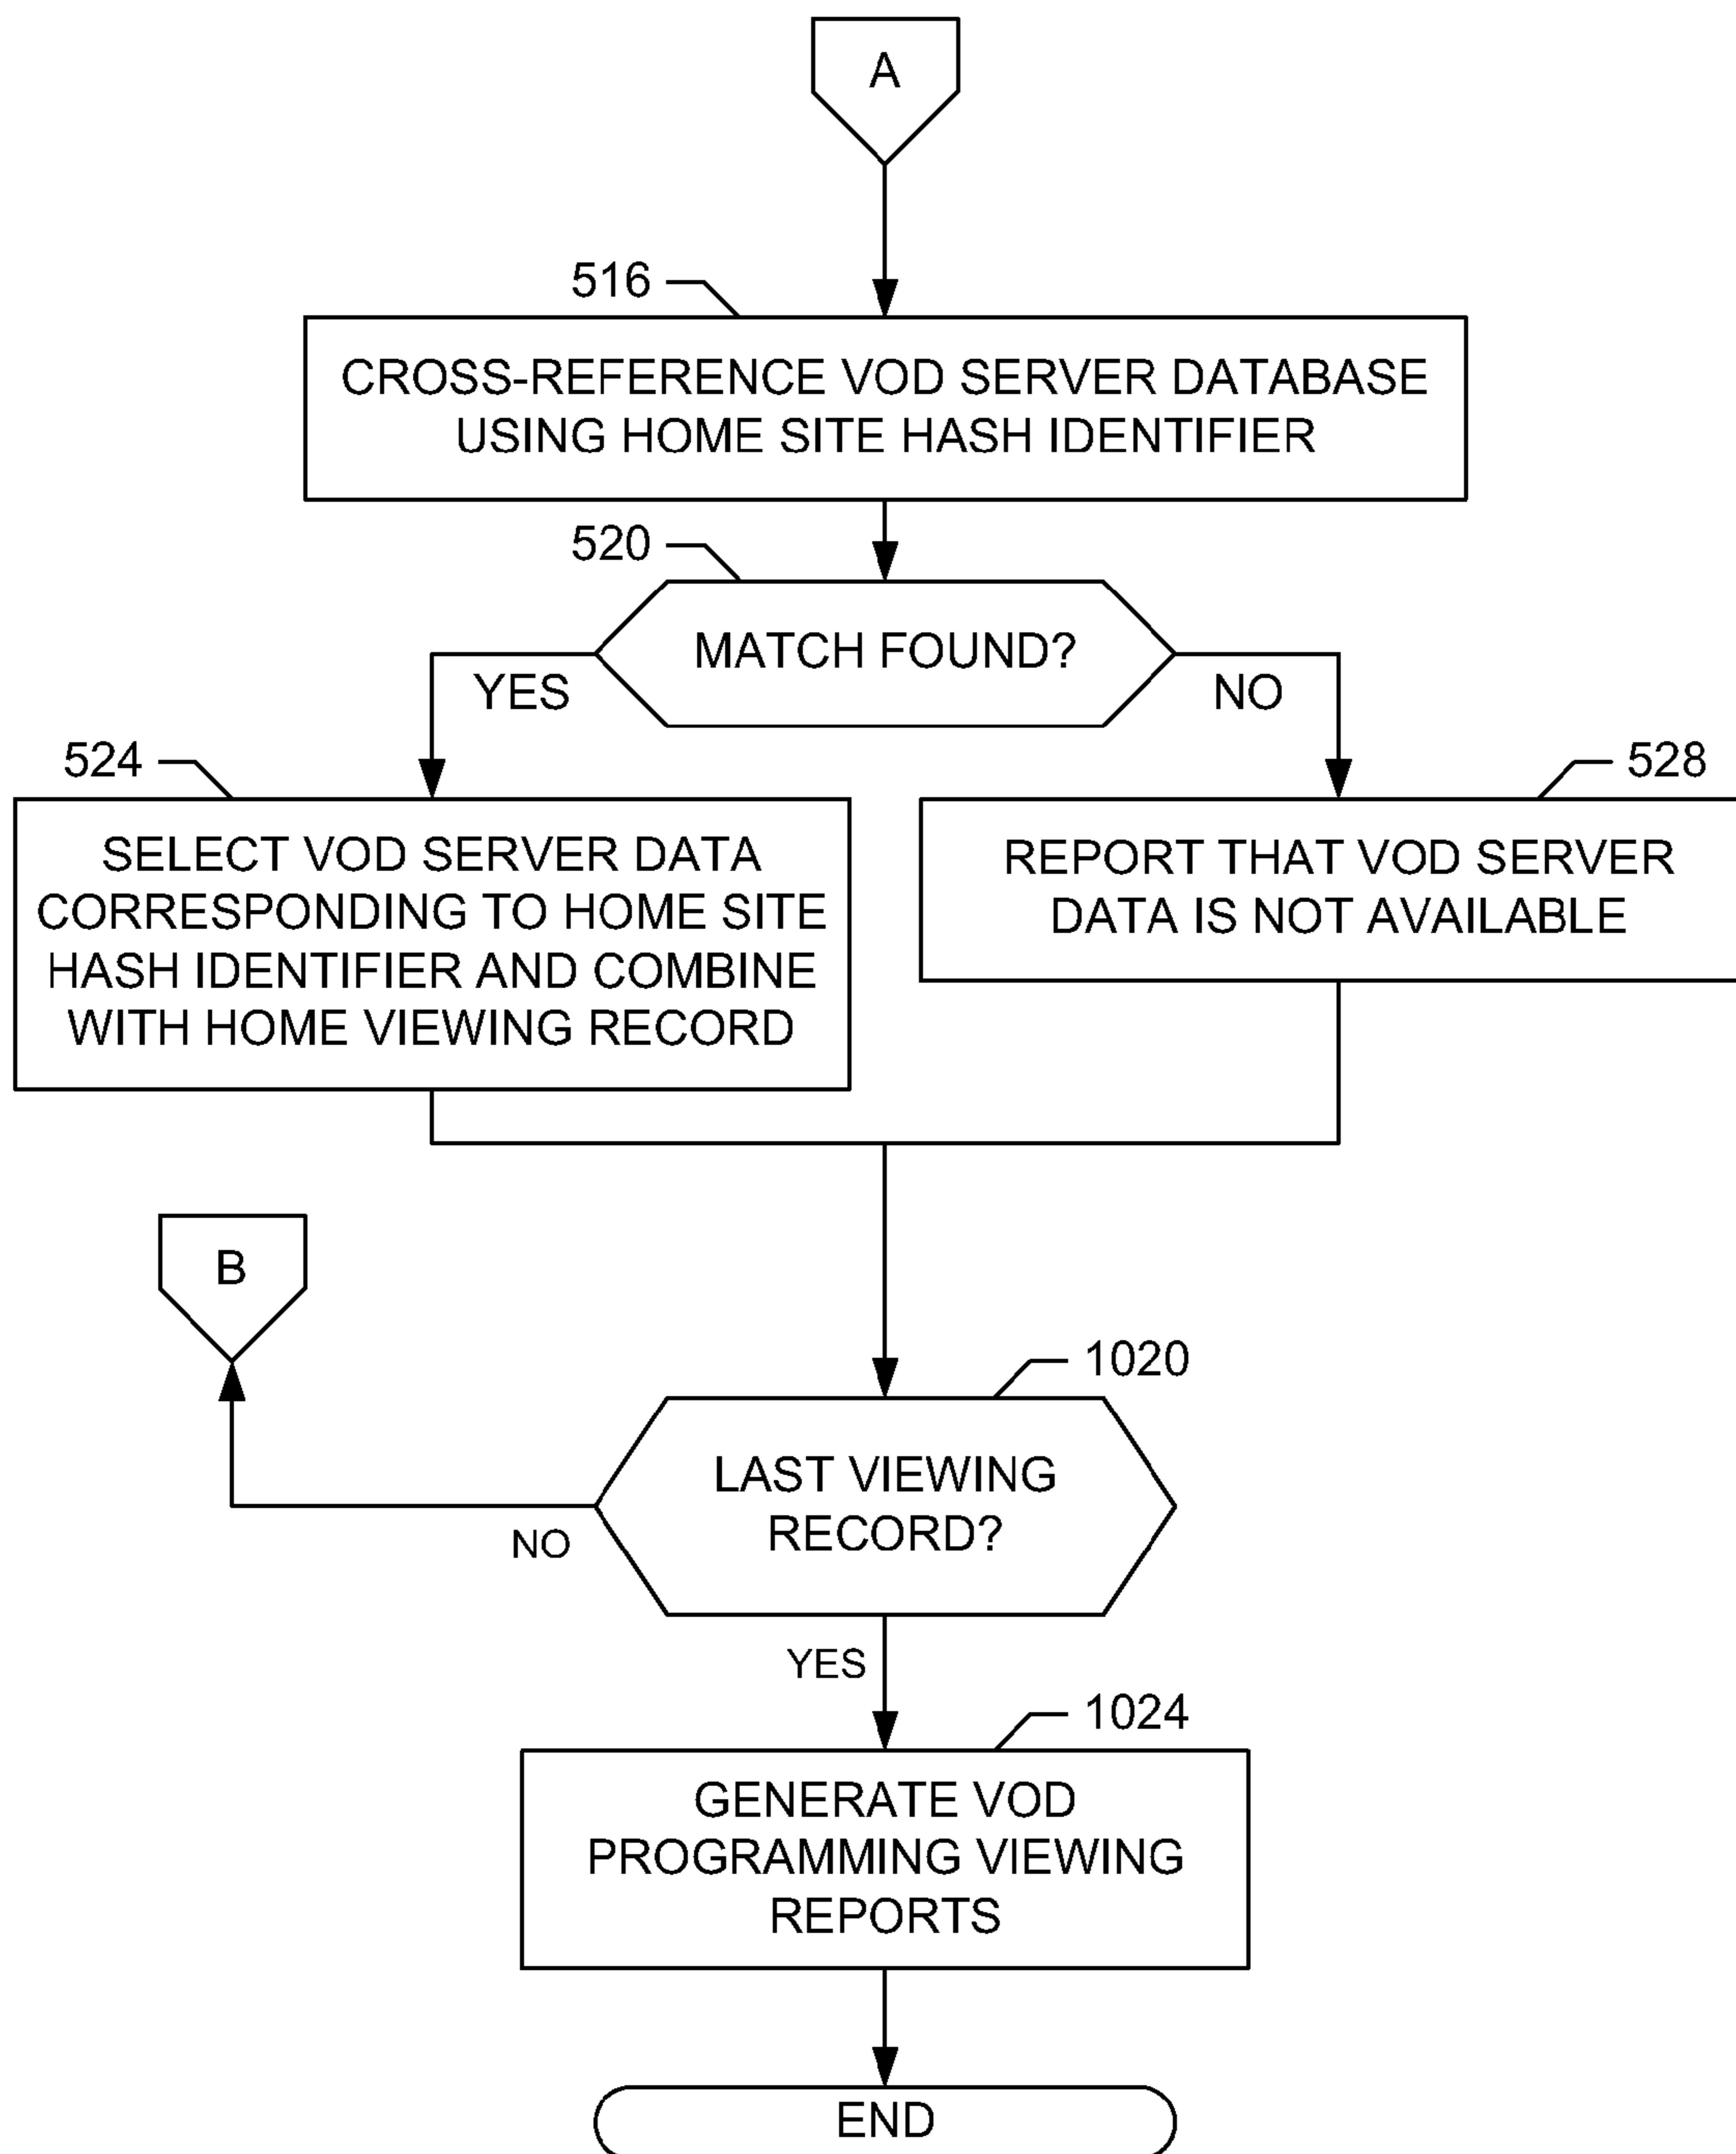 A
516
CROSS-REFERENCE VOD SERVER DATABASE
USING HOME SITE HASH IDENTIFIER
520
MATCH FOUND?
YES
NO
524
528
SELECT VOD SERVER DATA
CORRESPONDING TO HOME SITE
HASH IDENTIFIER AND COMBINE
WITH HOME VIEWING RECORD
REPORT THAT VOD SERVER
DATA IS NOT AVAILABLE
B
1020
LAST VIEWING
RECORD?
NO
YES
1024
GENERATE VOD
PROGRAMMING VIEWING
REPORTS
END